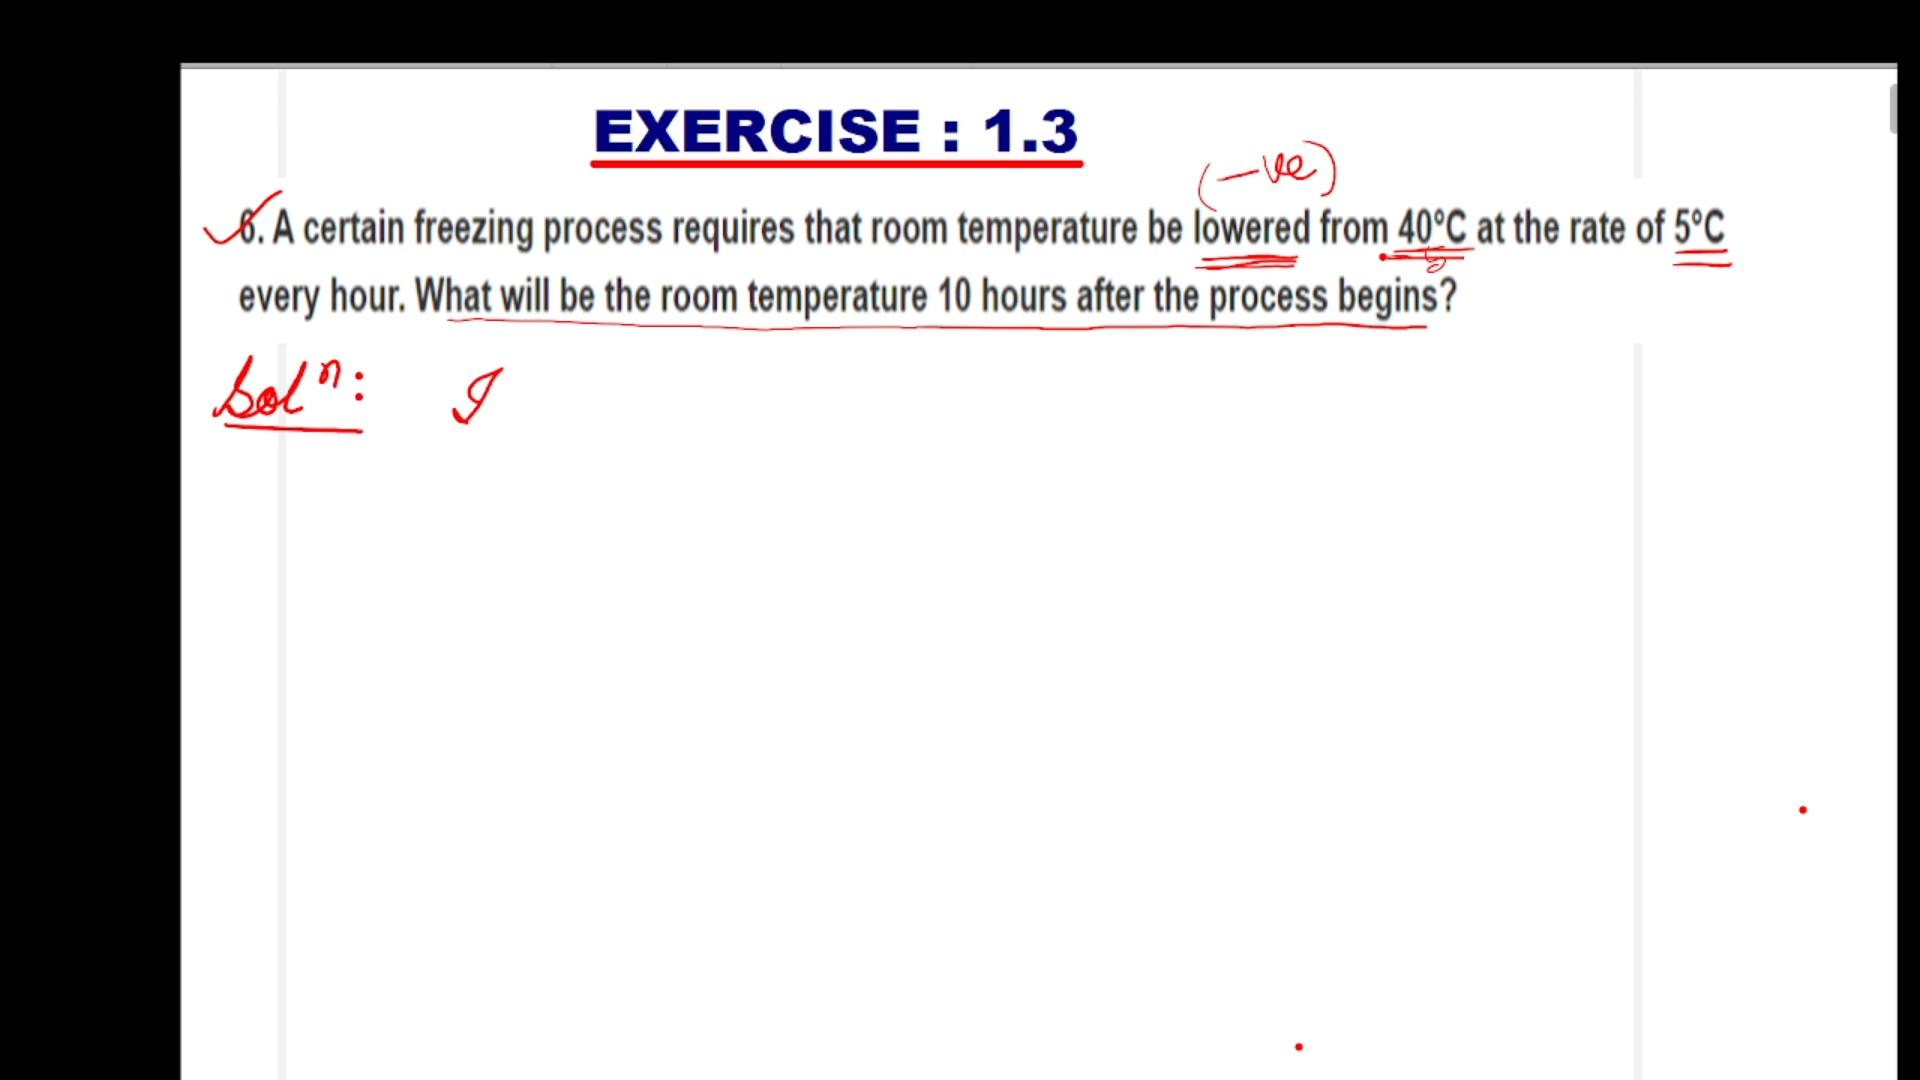 EXERCISE : 1.3
(-ve)
6. A certain freezing process requires that room temperature be lowered from 40°C at the rate of 5°C
every hour. What will be the room temperature 10 hours after the process begins?
Solⁿ: I